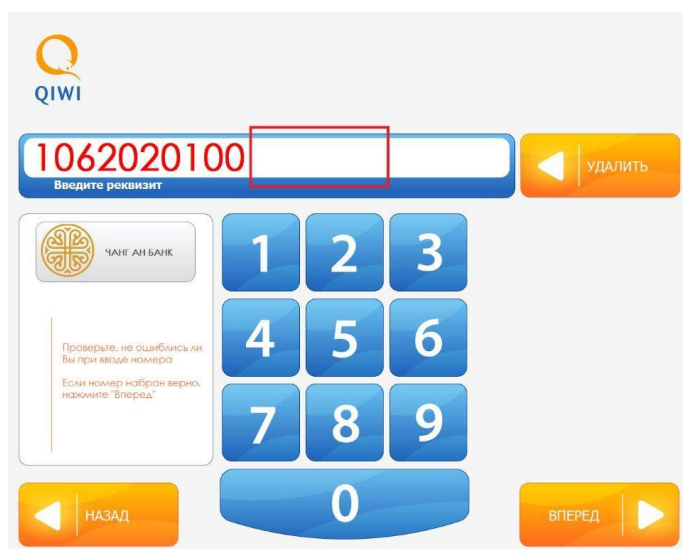 QIWI
1062020100
Введите реквизит
УДАЛИТЬ
ЧАНГ АН БАНК
Проверьте, не ошиблись ли
Вы при вводе номера
Если номер набран верно,
нажмите "Вперед"
1 2 3
4 5 6
7 8 9
0
НАЗАД
ВПЕРЕД